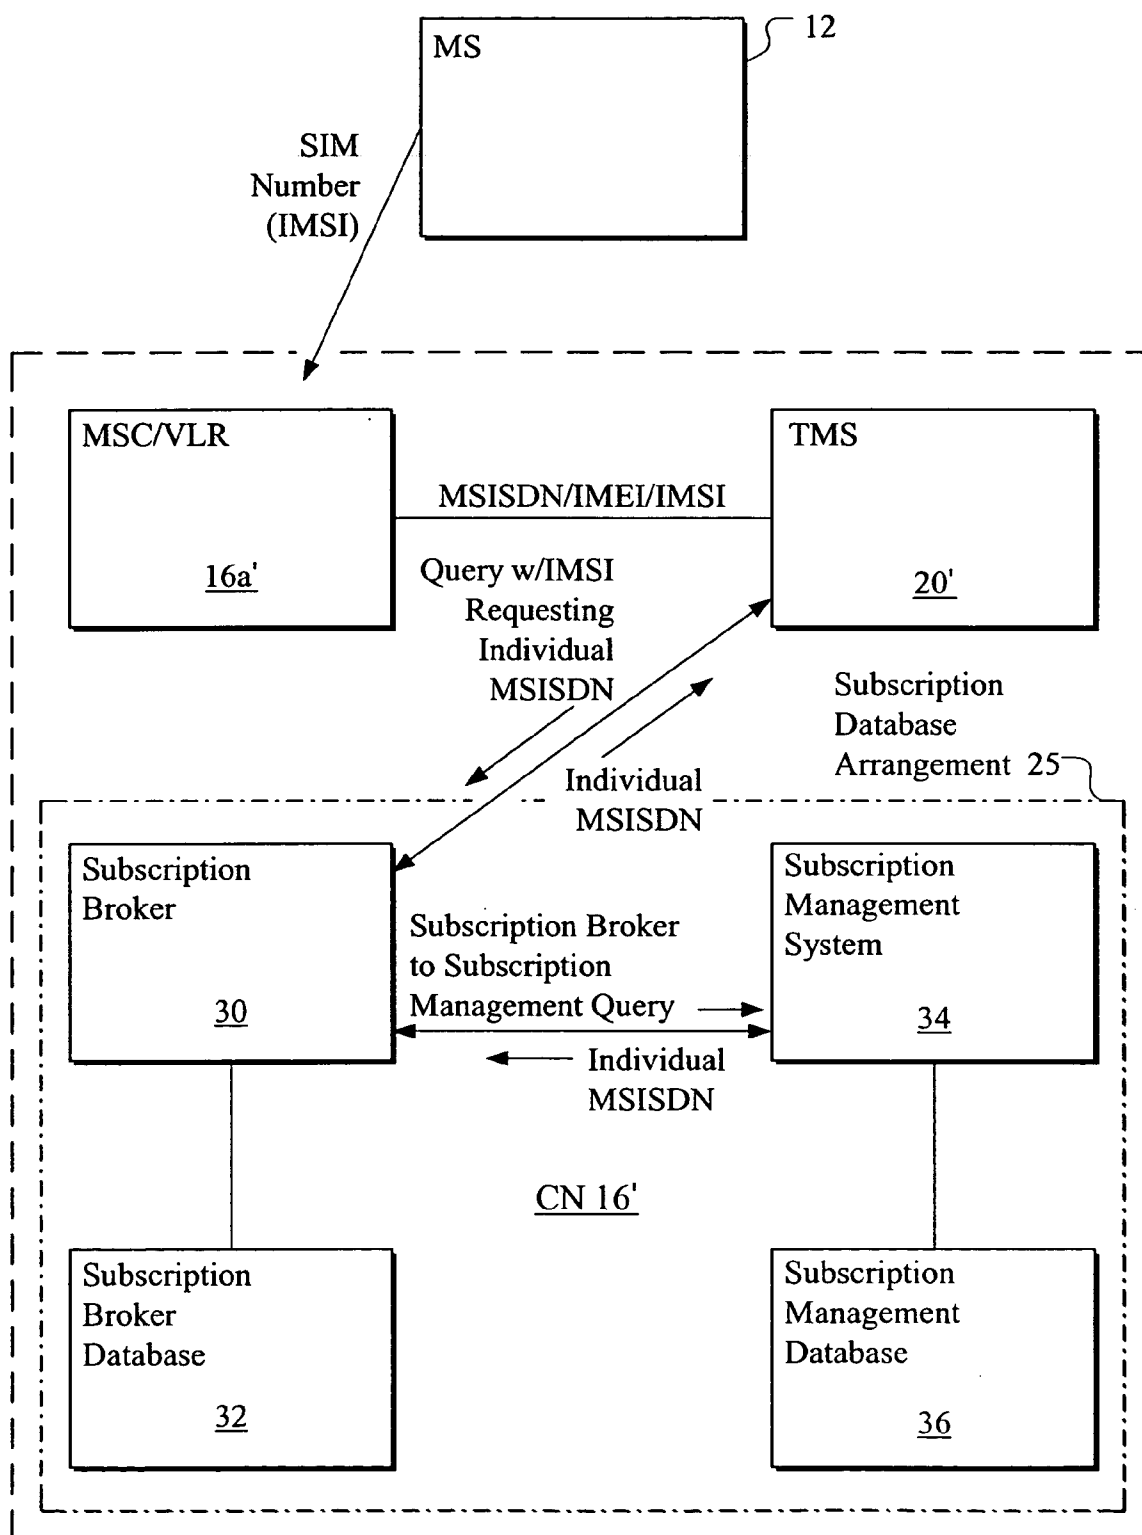 MS
12
SIM
Number
(IMSI)
MSC/VLR
16a'
MSISDN/IMEI/IMSI
TMS
20'
Query w/IMSI
Requesting
Individual
MSISDN
Individual
MSISDN
Subscription
Database
Arrangement 25
Subscription
Broker
30
Subscription Broker
to Subscription
Management Query
Individual
MSISDN
Subscription
Management
System
34
CN 16'
Subscription
Broker
Database
32
Subscription
Management
Database
36